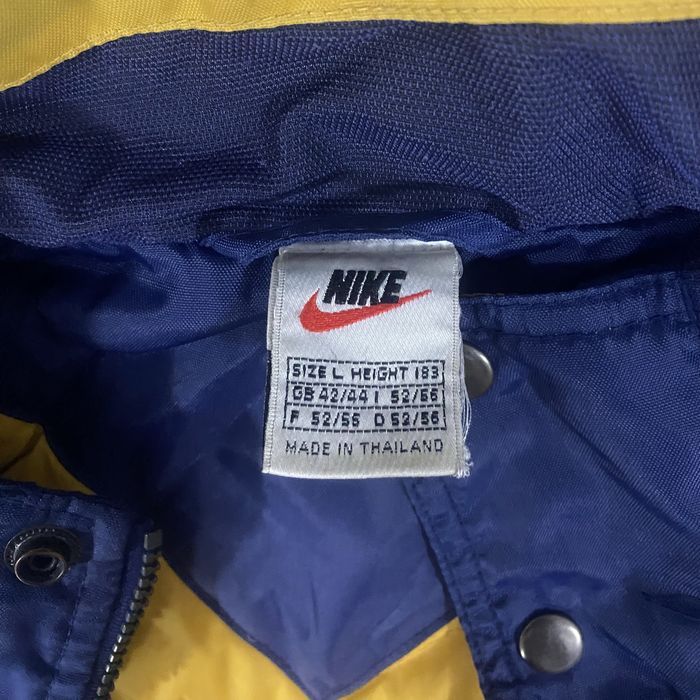 NIKE
SIZE L HEIGHT 183
GB 42/44 I 52/56
F 52/56 D 52/56
MADE IN THAILAND